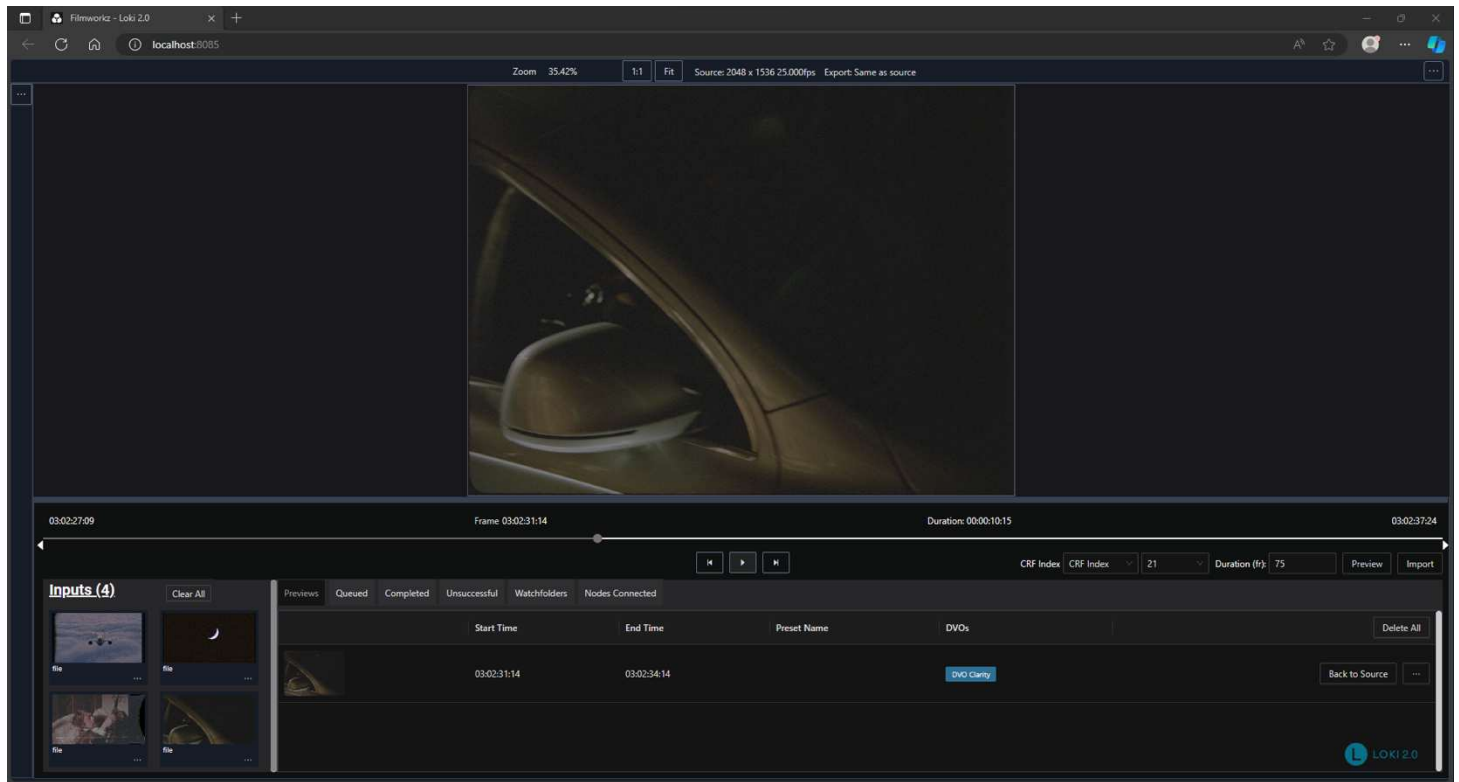 Filmworkz - Loki 2.0
localhost:8085
Zoom 35.42% 1:1 Fit Source: 2048 x 1536 25.000fps Export: Same as source
03:02:27:09 Frame 03:02:31:14 Duration: 00:00:10:15 03:02:37:24
CRF Index CRF Index 21 Duration (fr): 75 Preview Import
Inputs (4) Clear All
Previews Queued Completed Unsuccessful Watchfolders Nodes Connected
Start Time End Time Preset Name DVOs Delete All
file file
03:02:31:14 03:02:34:14 DVO Clarity Back to Source ...
file file
L LOKI 2.0